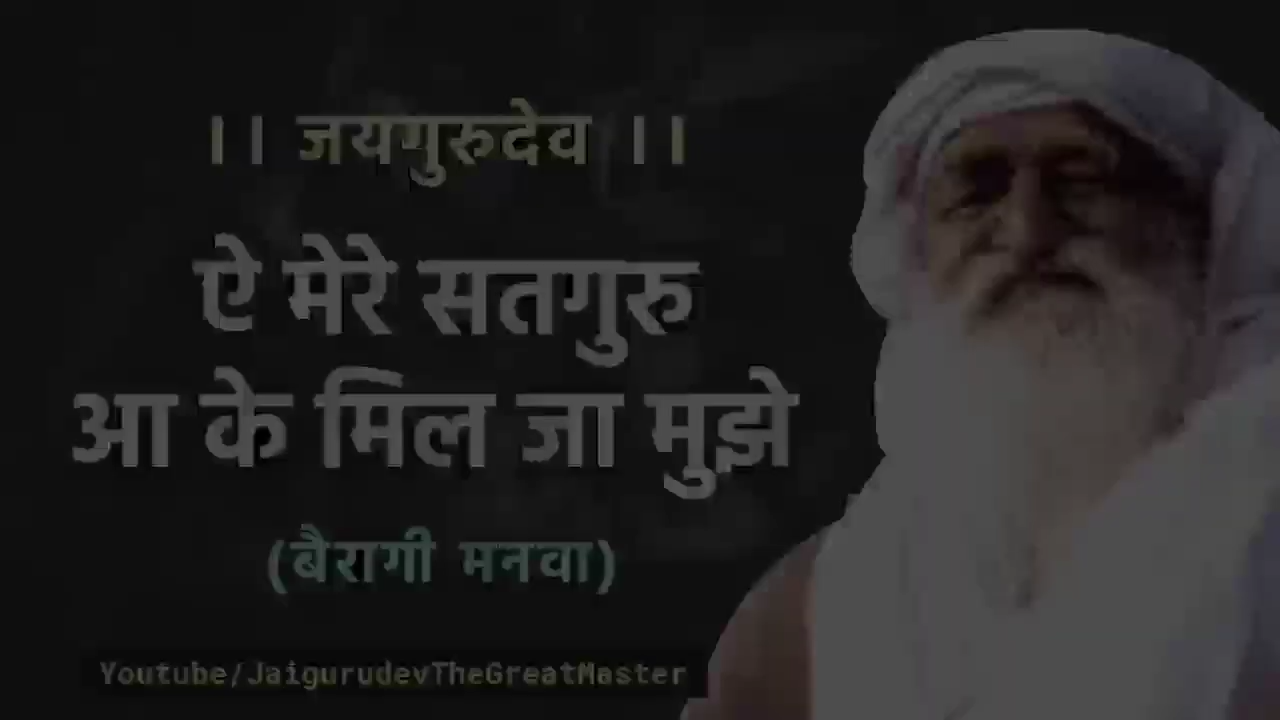 ।। जयगुरुदेव ।।
ऐ मेरे सतगुरु
आ के मिल जा मुझे
(बैरागी मनवा)
Youtube/JaigurudevTheGreatMaster